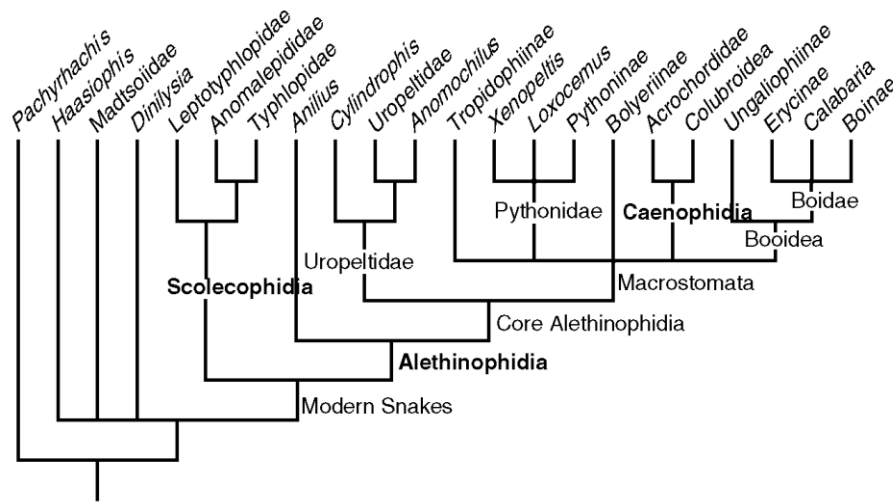 Pachyrhachis
Haasiophis
Madtsoiidae
Dinilysia
Leptotyphlopidae
Anomalepididae
Typhlopidae
Anilius
Cylindrophis
Uropeltidae
Anomochilus
Tropidophiinae
Xenopeltis
Loxocemus
Pythoninae
Bolyeriinae
Acrochordidae
Colubroidea
Ungaliophiinae
Erycinae
Calabaria
Boinae
Pythonidae
Caenophidia
Boidae
Booidea
Uropeltidae
Scolecophidia
Macrostomata
Core Alethinophidia
Alethinophidia
Modern Snakes